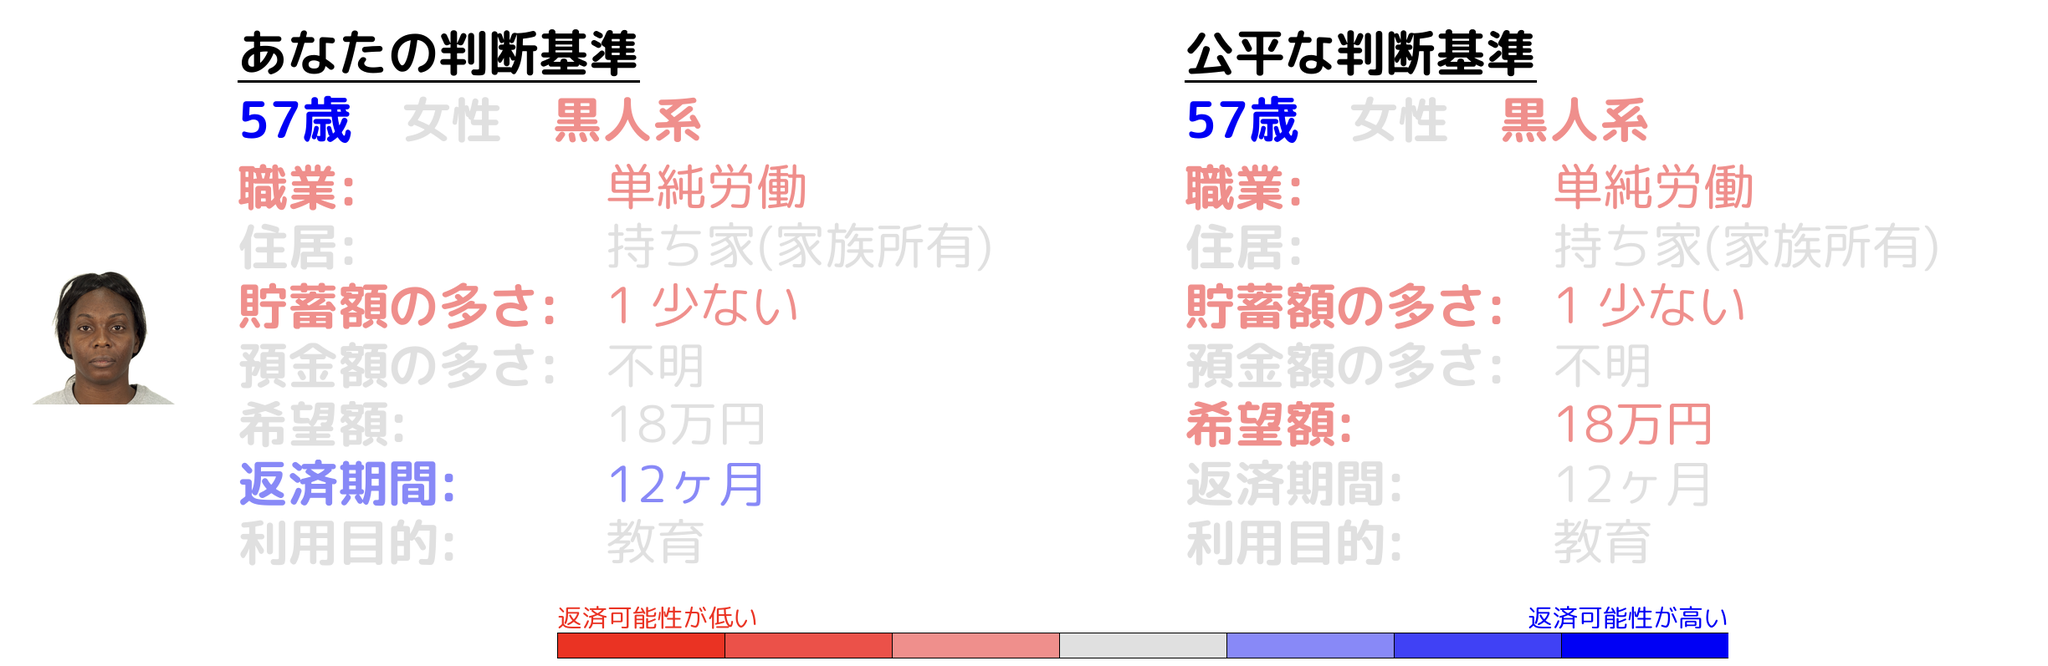 あなたの判断基準
57歳 女性 黒人系
職業: 単純労働
住居: 持ち家(家族所有)
貯蓄額の多さ: 1 少ない
預金額の多さ: 不明
希望額: 18万円
返済期間: 12ヶ月
利用目的: 教育
公平な判断基準
57歳 女性 黒人系
職業: 単純労働
住居: 持ち家(家族所有)
貯蓄額の多さ: 1 少ない
預金額の多さ: 不明
希望額: 18万円
返済期間: 12ヶ月
利用目的: 教育
返済可能性が低い
返済可能性が高い